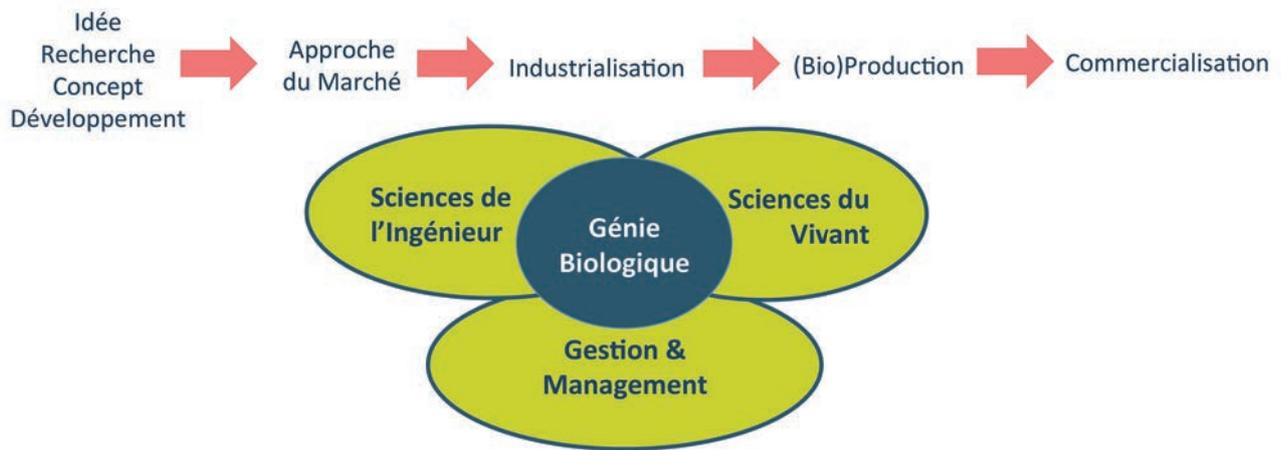 Idée
Recherche
Concept
Développement
Approche
du Marché
Industrialisation
(Bio)Production
Commercialisation
Sciences de
l’Ingénieur
Génie
Biologique
Sciences du
Vivant
Gestion &
Management